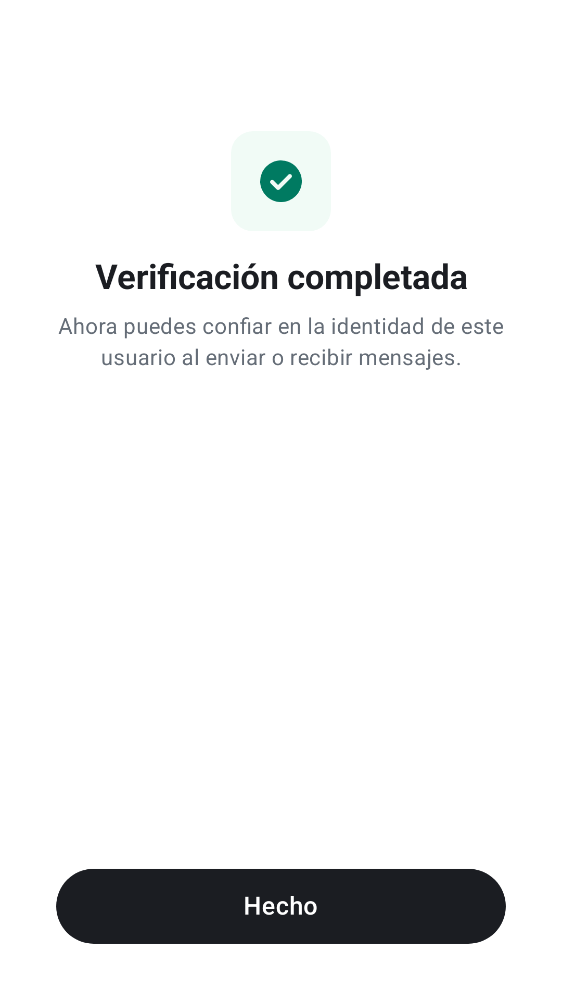 Verificación completada
Ahora puedes confiar en la identidad de este
usuario al enviar o recibir mensajes.
Hecho